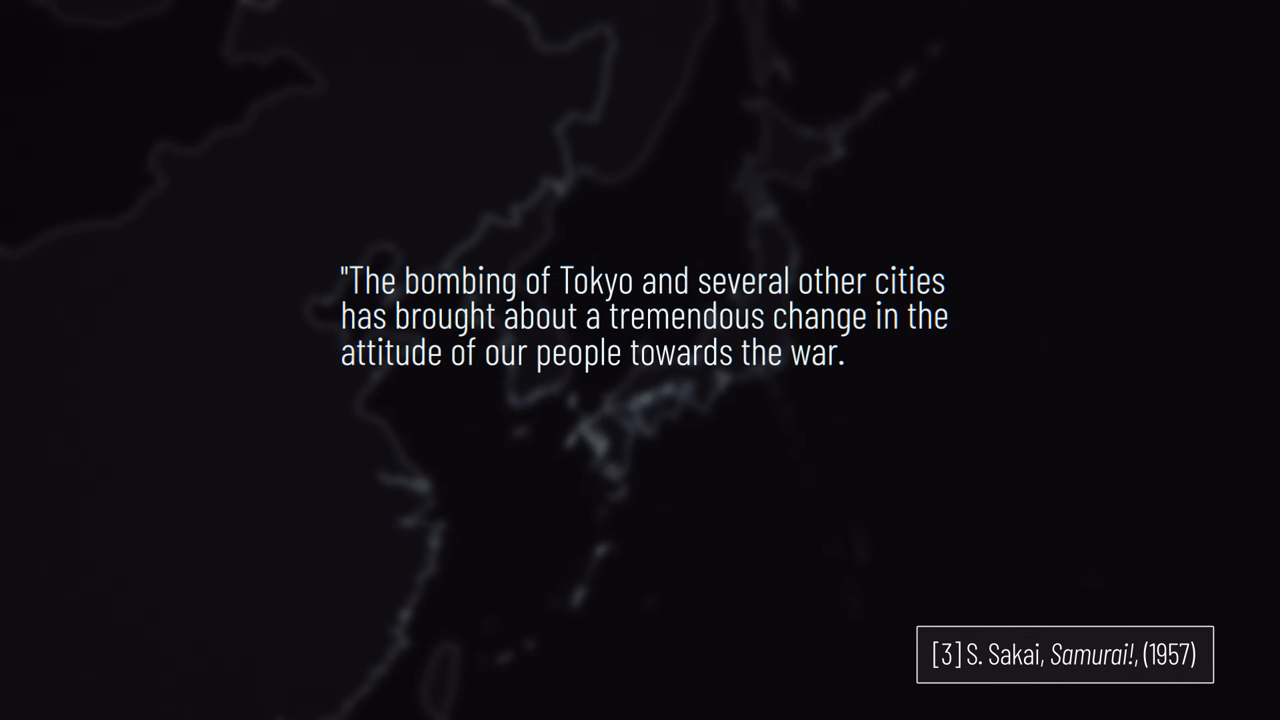 "The bombing of Tokyo and several other cities
has brought about a tremendous change in the
attitude of our people towards the war.
[3] S. Sakai, Samurai!, (1957)